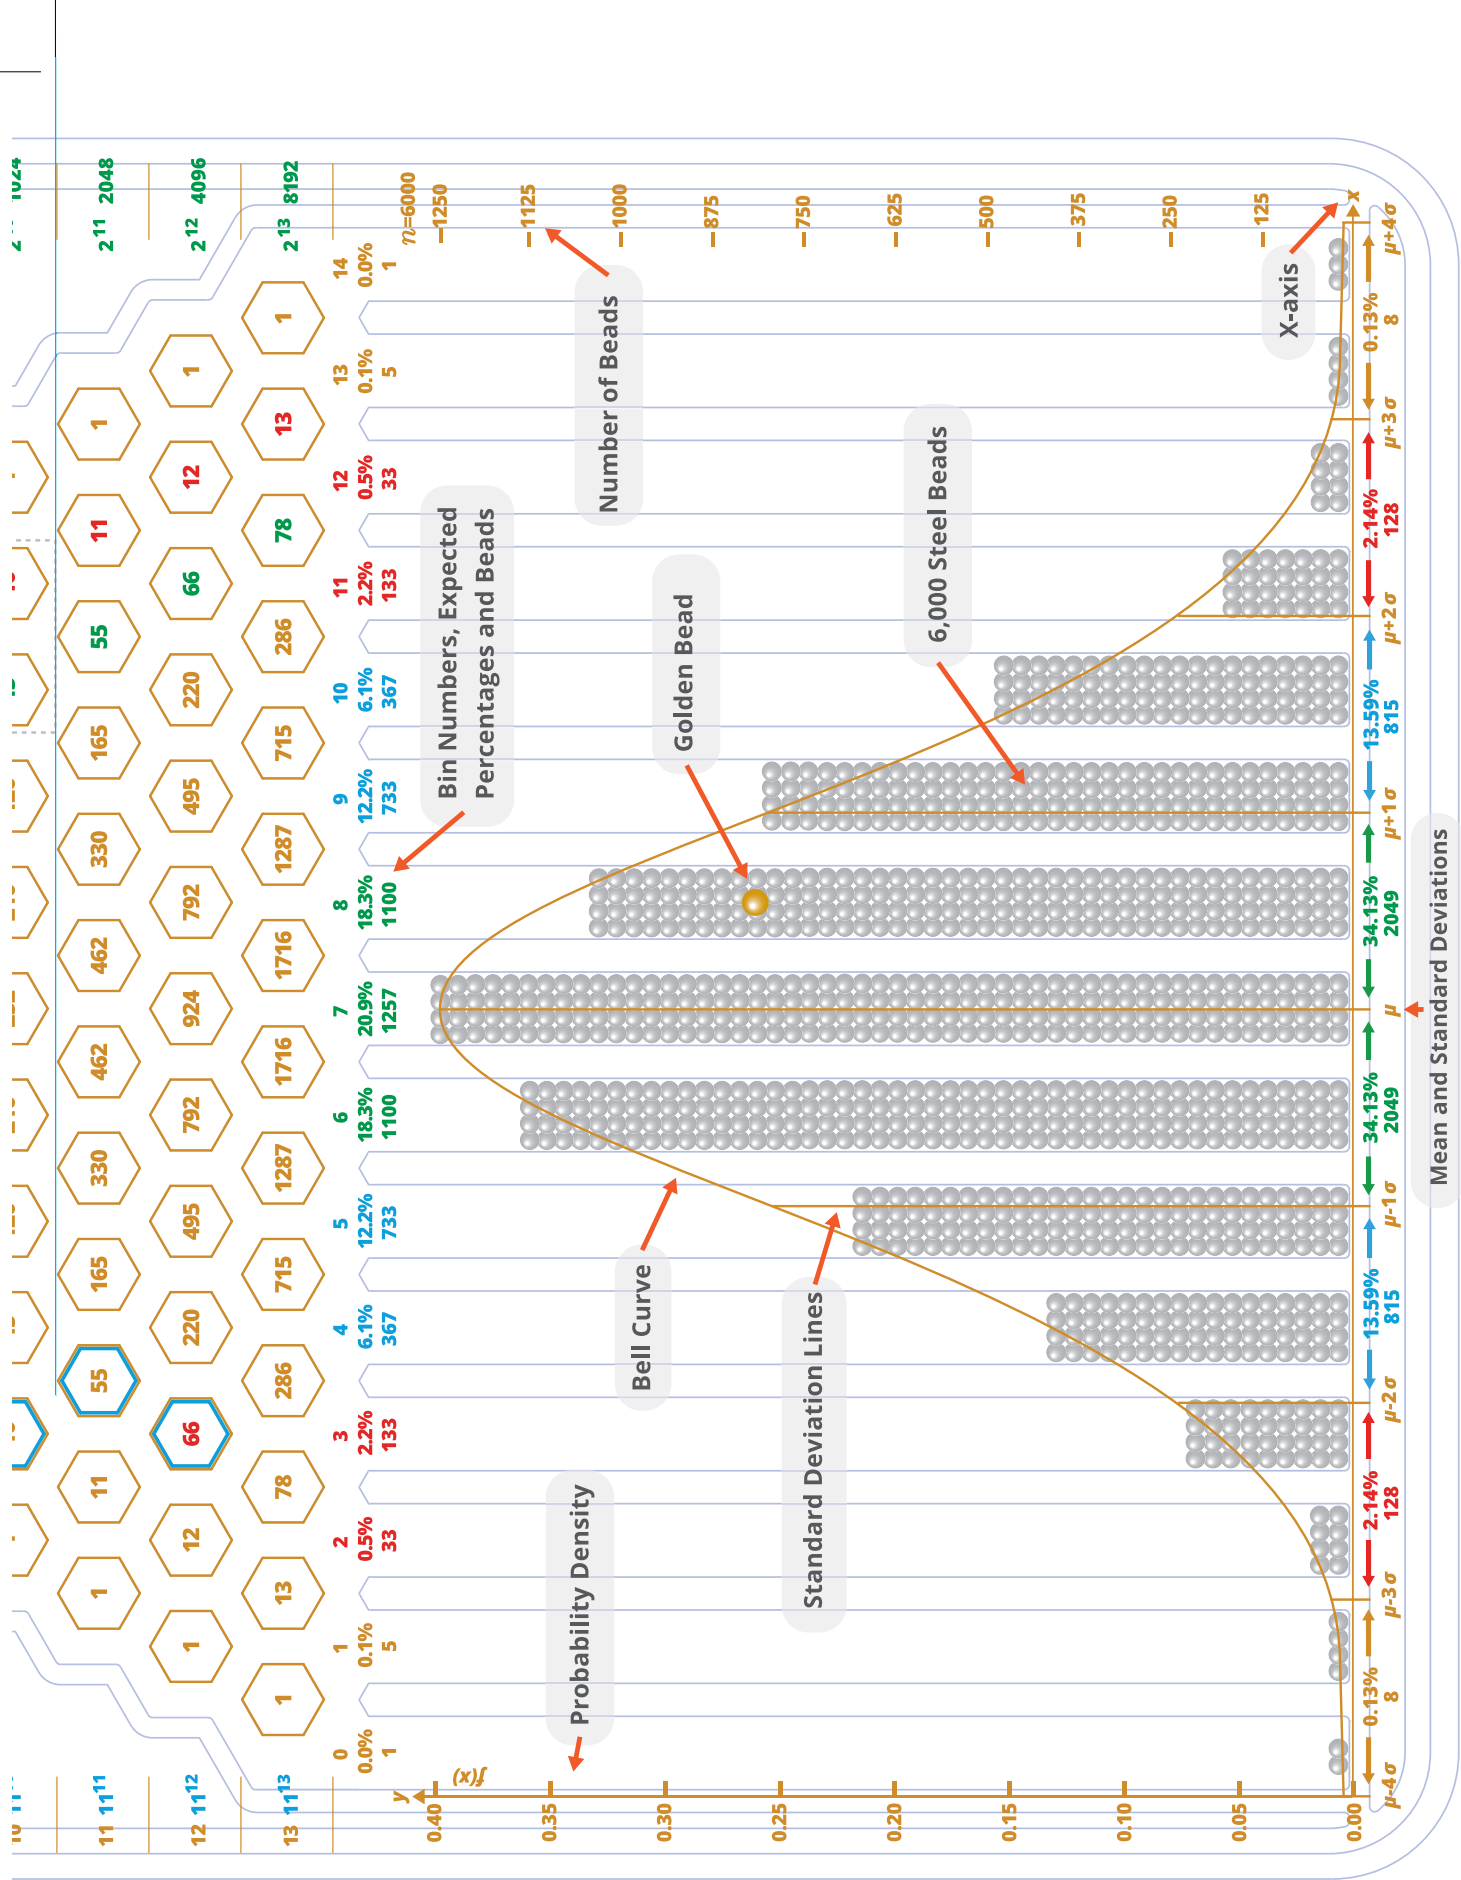 11 11¹¹ 1 11 55 165 330 462 462 330 165 55 11 1 2¹¹ 2048
12 11¹² 1 12 66 220 495 792 924 792 495 220 66 12 1 2¹² 4096
13 11¹³ 1 13 78 286 715 1287 1716 1716 1287 715 286 78 13 1 2¹³ 8192
0 1 2 3 4 5 6 7 8 9 10 11 12 13 14
0.0% 0.1% 0.5% 2.2% 6.1% 12.2% 18.3% 20.9% 18.3% 12.2% 6.1% 2.2% 0.5% 0.1% 0.0%
1 5 33 133 367 733 1100 1257 1100 733 367 133 33 5 1
y
f(x)
n=6000
0.40
0.35
0.30
0.25
0.20
0.15
0.10
0.05
0.00
1250
1125
1000
875
750
625
500
375
250
125
x
Bin Numbers, Expected
Percentages and Beads
Probability Density
Number of Beads
Bell Curve
Golden Bead
Standard Deviation Lines
6,000 Steel Beads
X-axis
0.13% 2.14% 13.59% 34.13% 34.13% 13.59% 2.14% 0.13%
8 128 815 2049 2049 815 128 8
μ-4σ μ-3σ μ-2σ μ-1σ μ μ+1σ μ+2σ μ+3σ μ+4σ
Mean and Standard Deviations